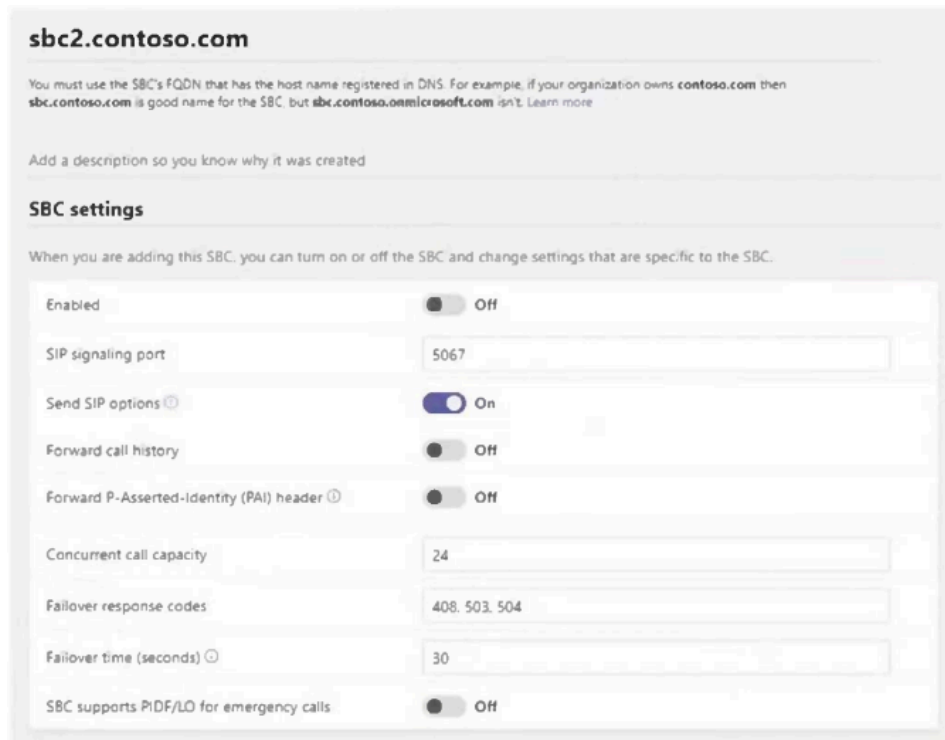 sbc2.contoso.com
You must use the SBC's FQDN that has the host name registered in DNS. For example, if your organization owns contoso.com then
sbc.contoso.com is good name for the SBC, but sbc.contoso.onmicrosoft.com isn't. Learn more
Add a description so you know why it was created
SBC settings
When you are adding this SBC, you can turn on or off the SBC and change settings that are specific to the SBC.
Enabled Off
SIP signaling port 5067
Send SIP options On
Forward call history Off
Forward P-Asserted-Identity (PAI) header Off
Concurrent call capacity 24
Failover response codes 408, 503, 504
Failover time (seconds) 30
SBC supports PIDF/LO for emergency calls Off